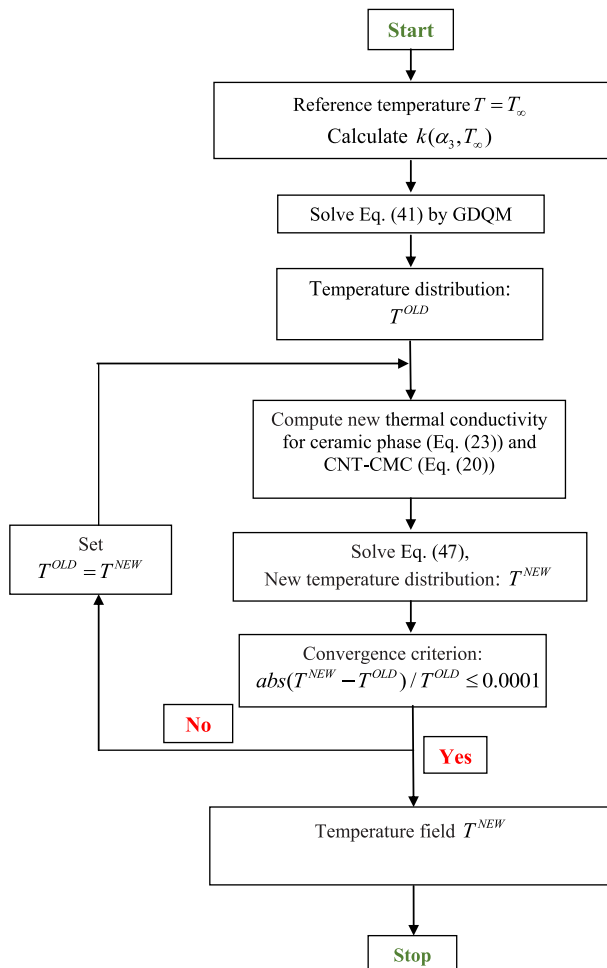 Start
Reference temperature T = T∞
Calculate k(α₃, T∞)
Solve Eq. (41) by GDQM
Temperature distribution:
T^OLD
Compute new thermal conductivity
for ceramic phase (Eq. (23)) and
CNT-CMC (Eq. (20))
Set
T^OLD = T^NEW
Solve Eq. (47),
New temperature distribution: T^NEW
Convergence criterion:
abs(T^NEW − T^OLD) / T^OLD ≤ 0.0001
No
Yes
Temperature field T^NEW
Stop